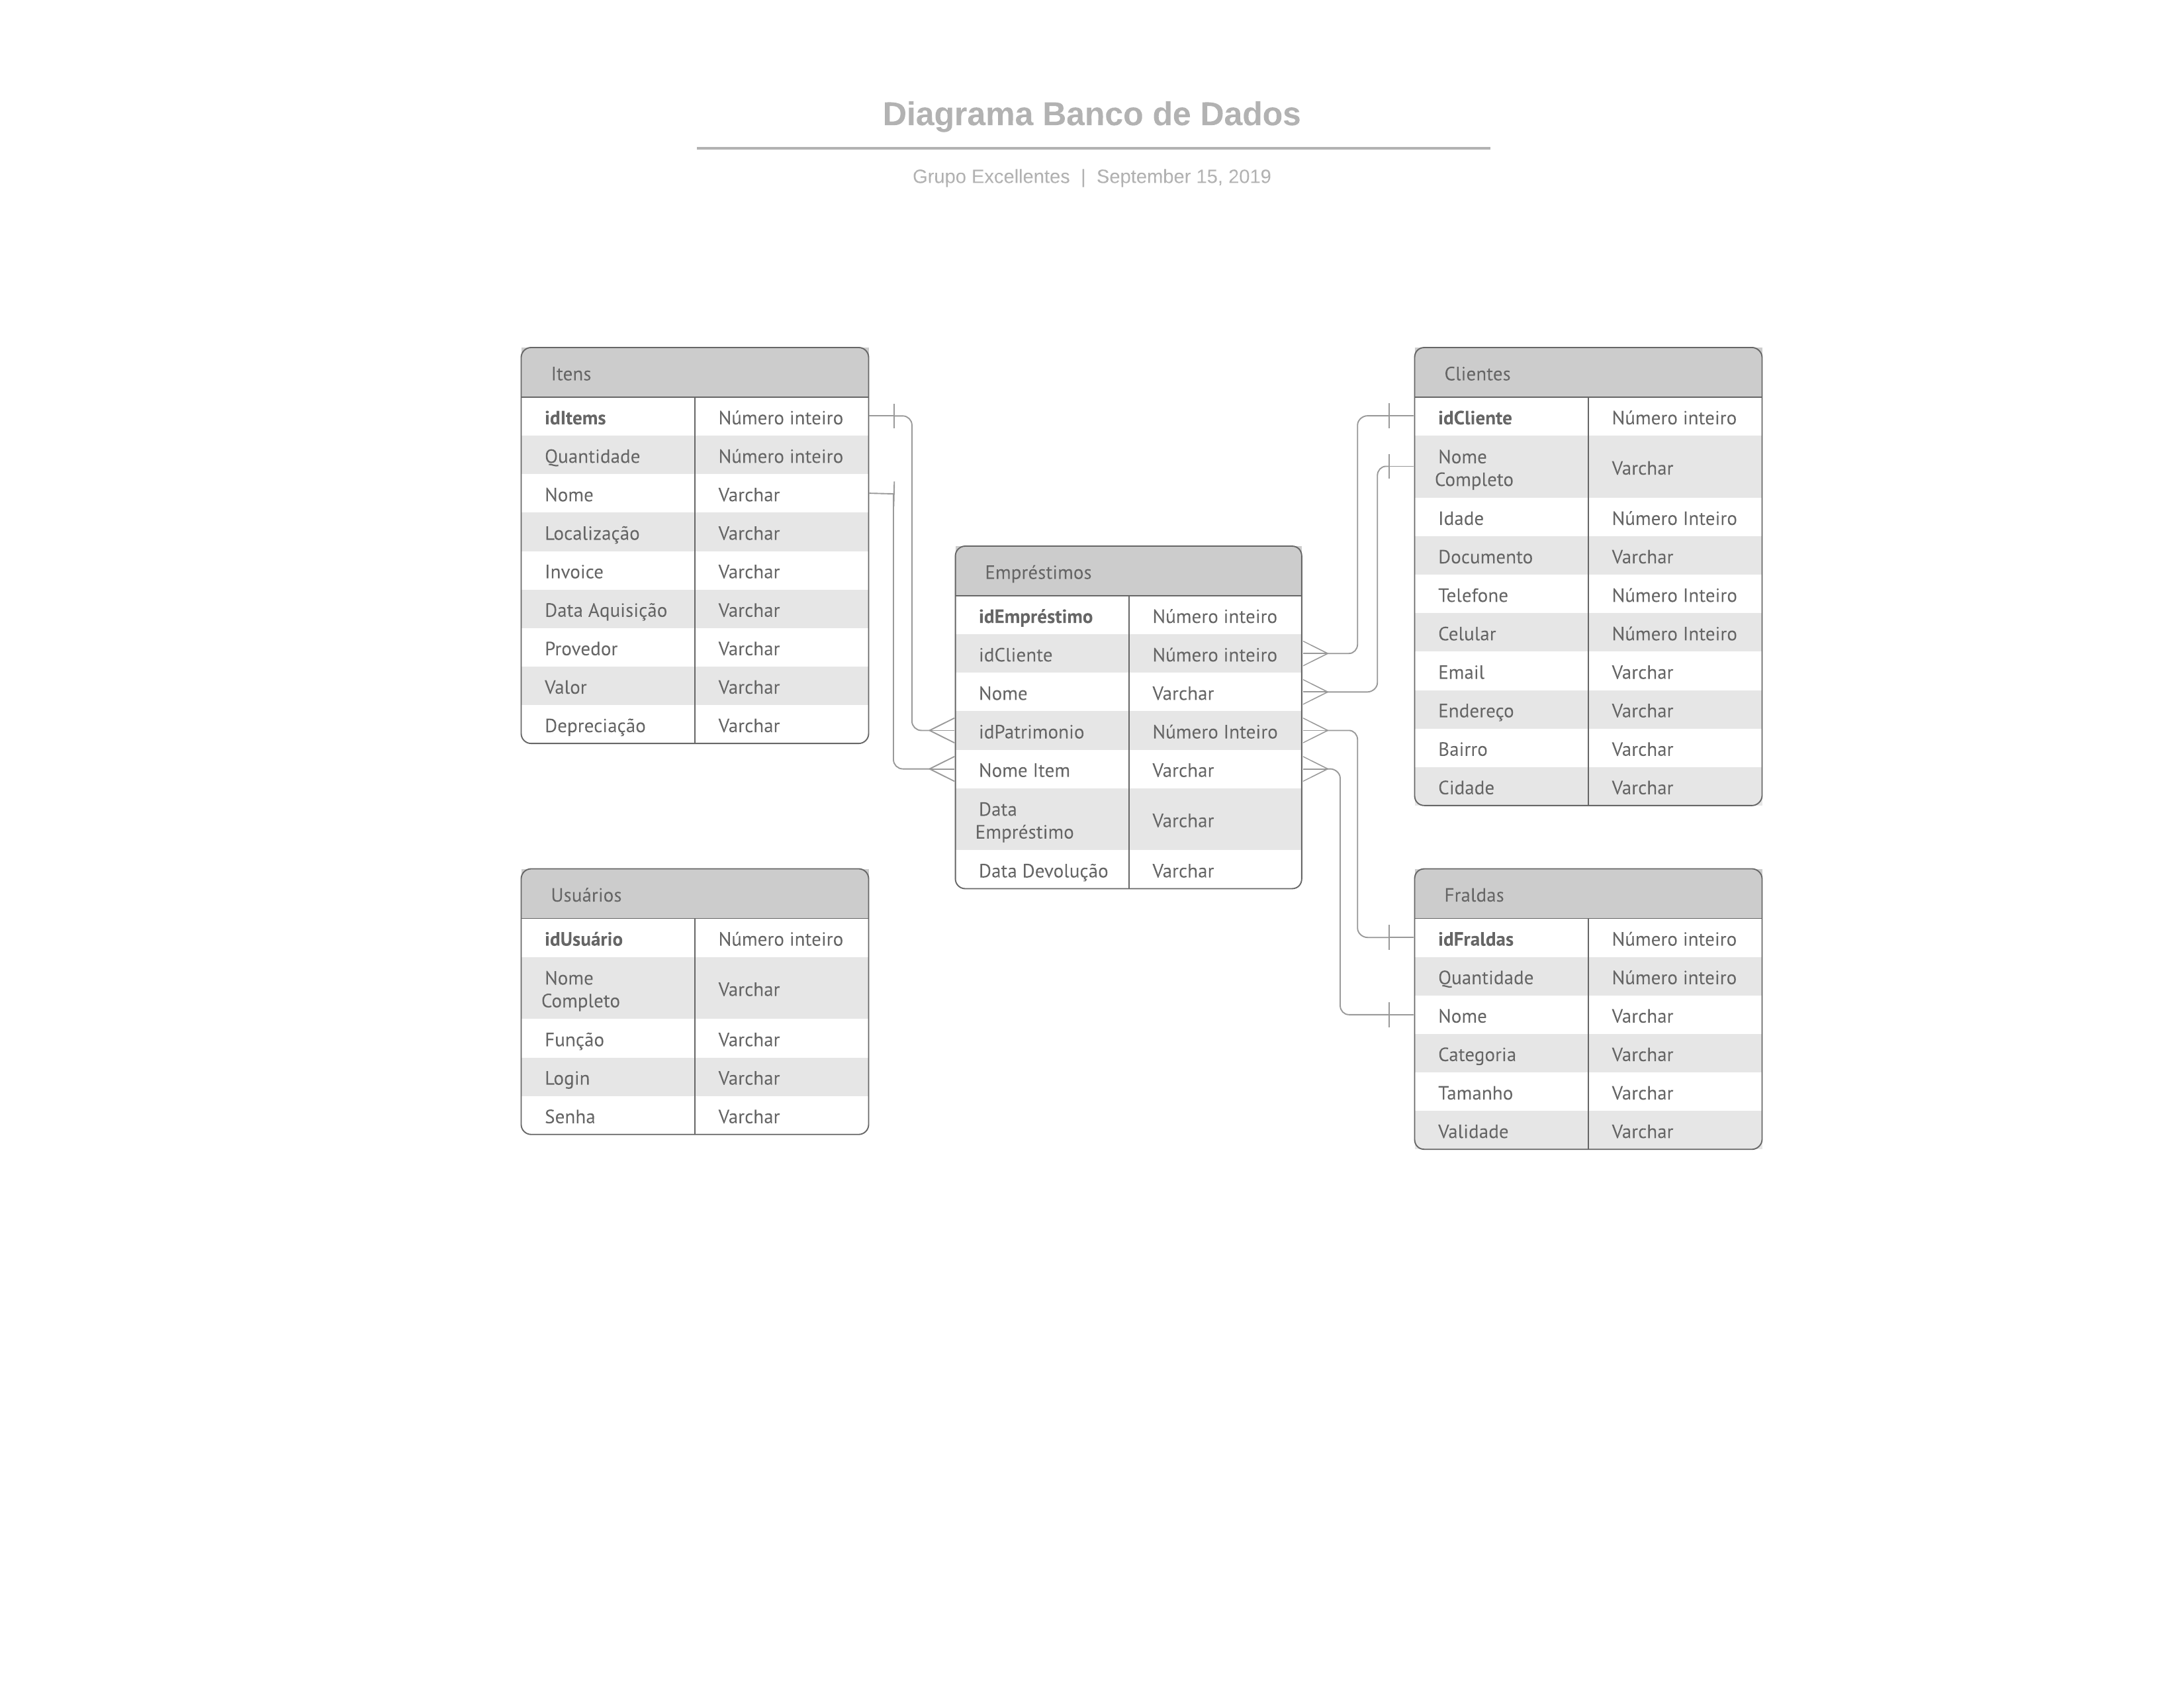 Diagrama Banco de Dados
Grupo Excellentes | September 15, 2019
Itens
idItems Número inteiro
Quantidade Número inteiro
Nome Varchar
Localização Varchar
Invoice Varchar
Data Aquisição Varchar
Provedor Varchar
Valor Varchar
Depreciação Varchar
Clientes
idCliente Número inteiro
Nome
Completo
Varchar
Idade Número Inteiro
Documento Varchar
Telefone Número Inteiro
Celular Número Inteiro
Email Varchar
Endereço Varchar
Bairro Varchar
Cidade Varchar
Empréstimos
idEmpréstimo Número inteiro
idCliente Número inteiro
Nome Varchar
idPatrimonio Número Inteiro
Nome Item Varchar
Data
Empréstimo
Varchar
Data Devolução Varchar
Usuários
idUsuário Número inteiro
Nome
Completo
Varchar
Função Varchar
Login Varchar
Senha Varchar
Fraldas
idFraldas Número inteiro
Quantidade Número inteiro
Nome Varchar
Categoria Varchar
Tamanho Varchar
Validade Varchar